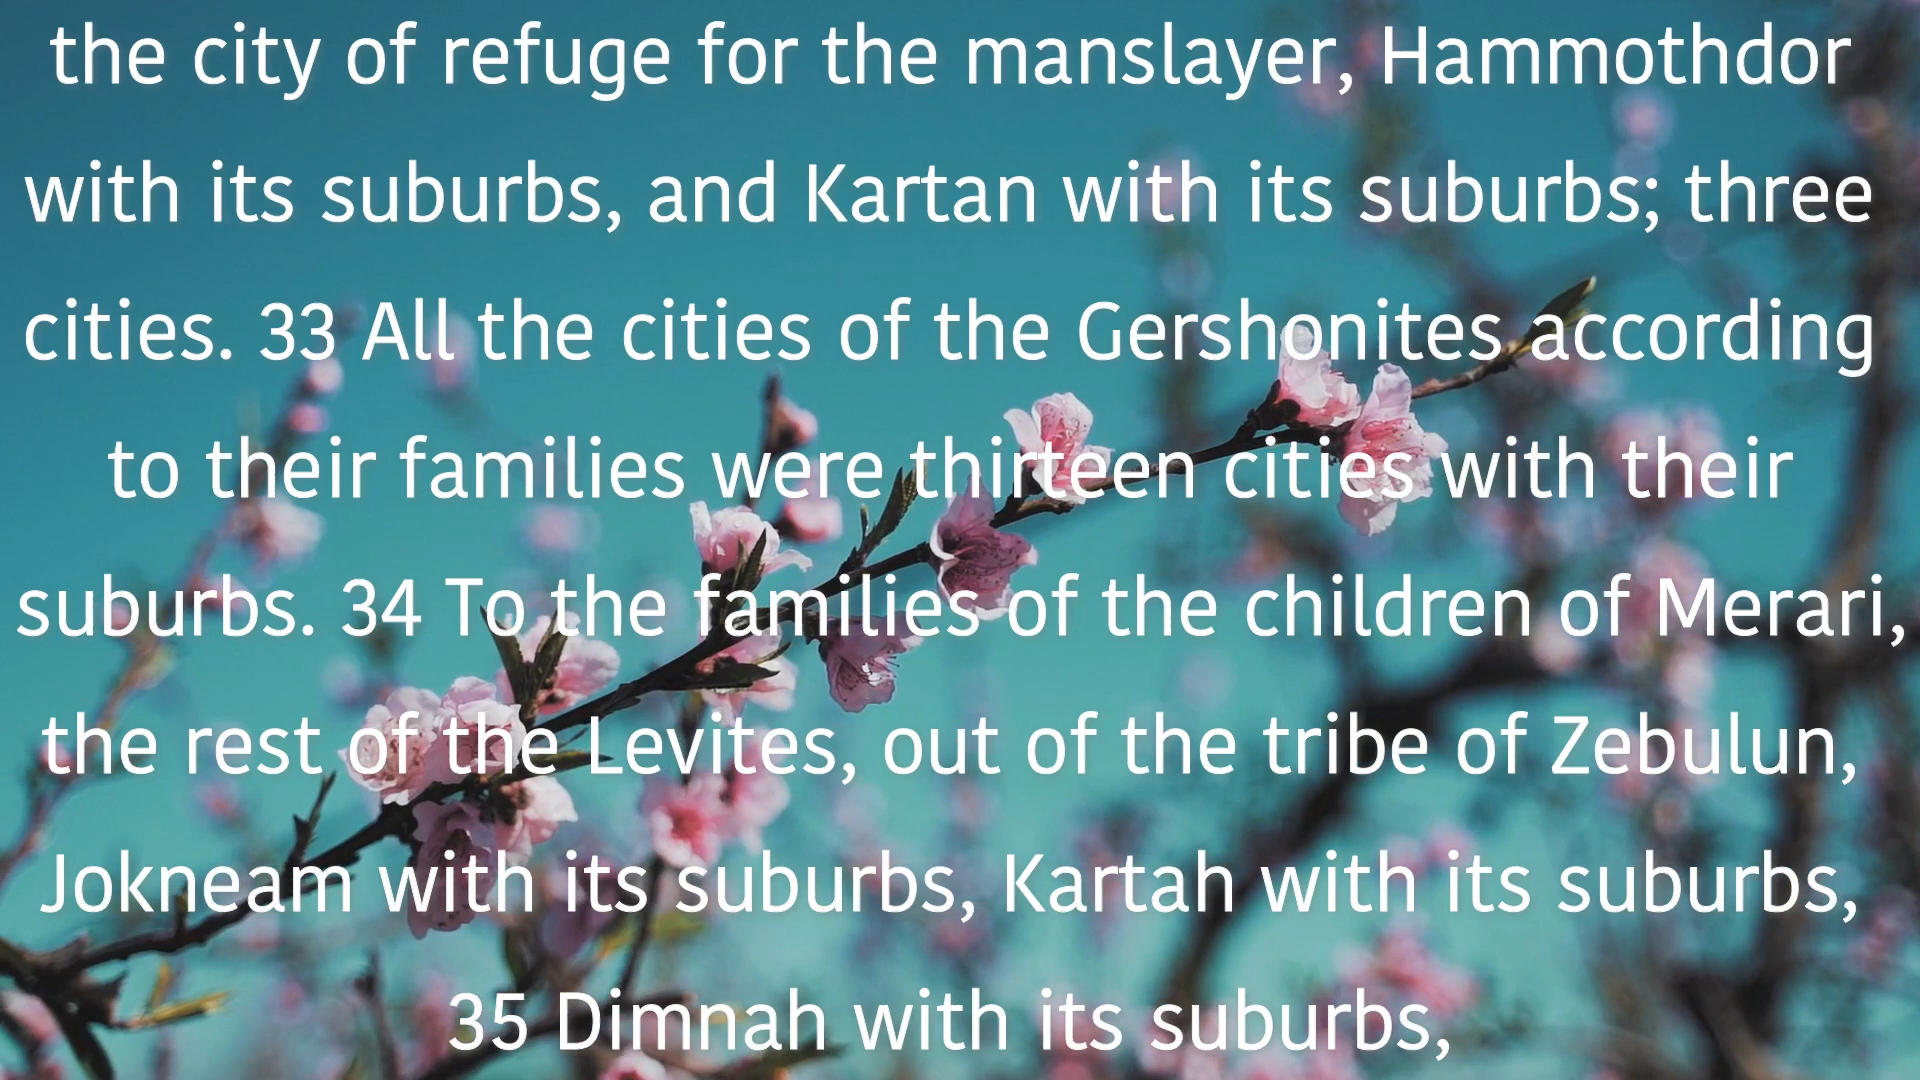 the city of refuge for the manslayer, Hammothdor
with its suburbs, and Kartan with its suburbs; three
cities. 33 All the cities of the Gershonites according
to their families were thirteen cities with their
suburbs. 34 To the families of the children of Merari,
the rest of the Levites, out of the tribe of Zebulun,
Jokneam with its suburbs, Kartah with its suburbs,
35 Dimnah with its suburbs,